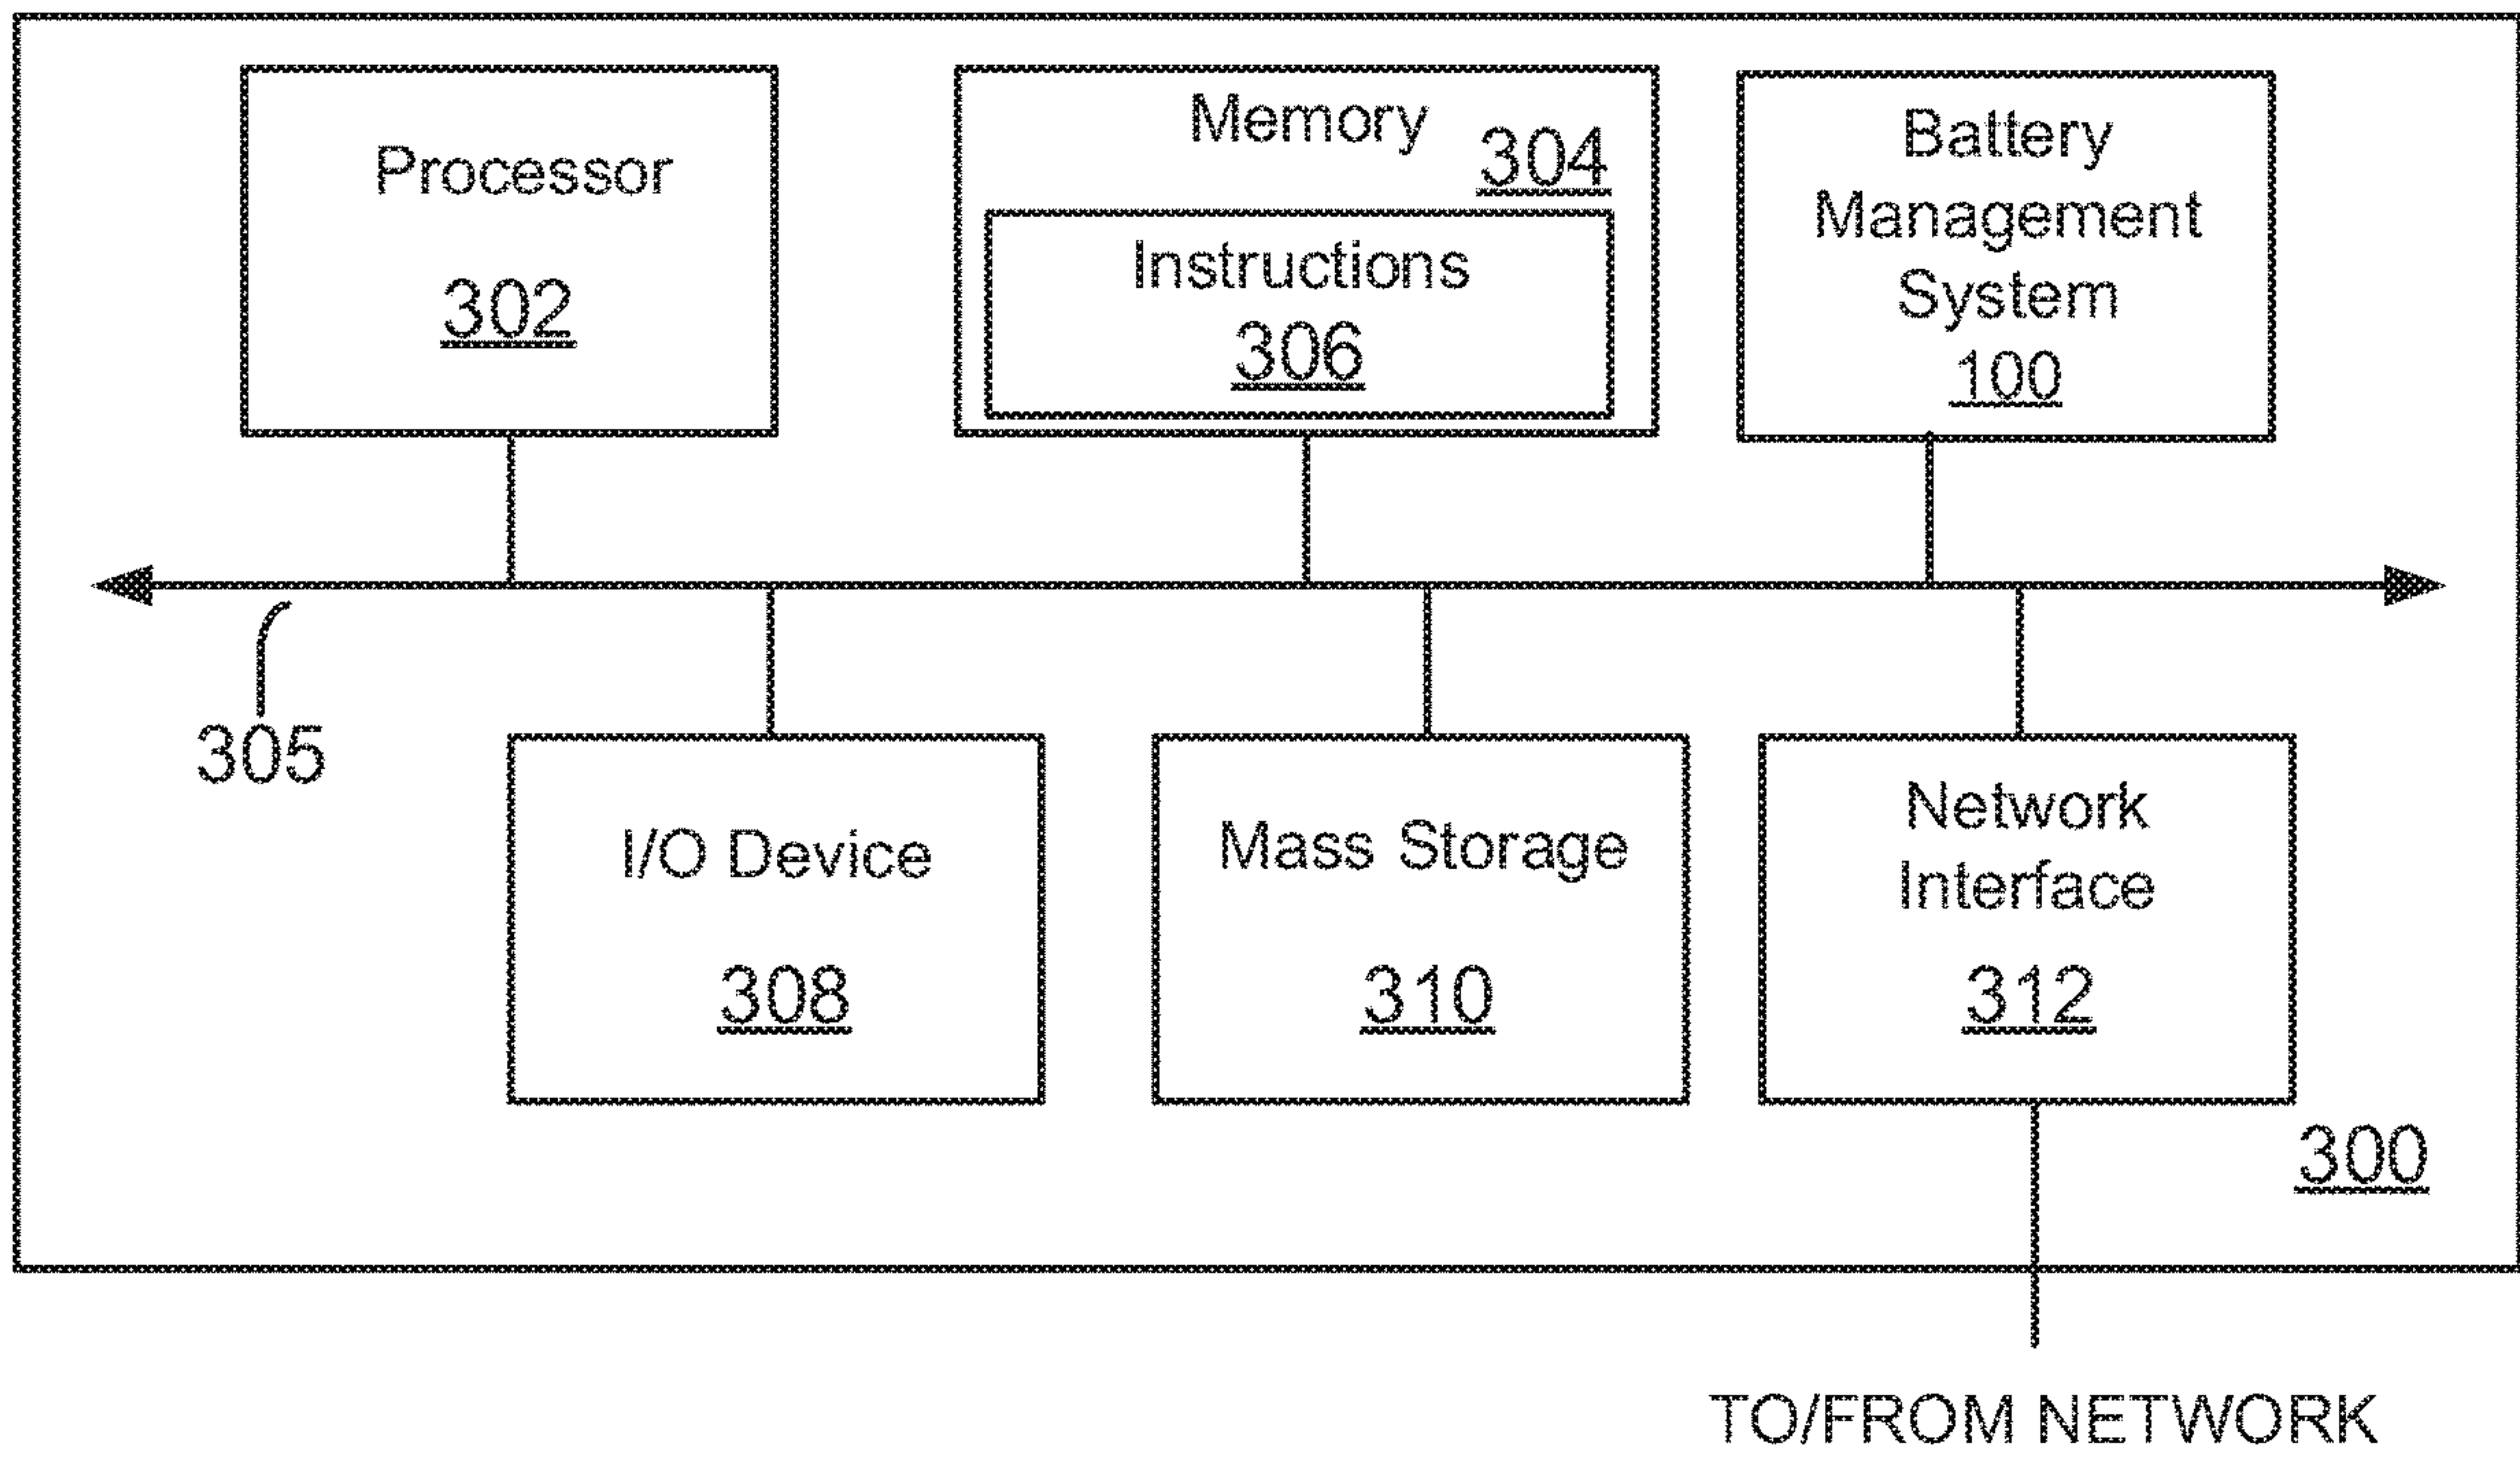 Processor
302
Memory
304
Instructions
306
Battery
Management
System
100
305
I/O Device
308
Mass Storage
310
Network
Interface
312
300
TO/FROM NETWORK